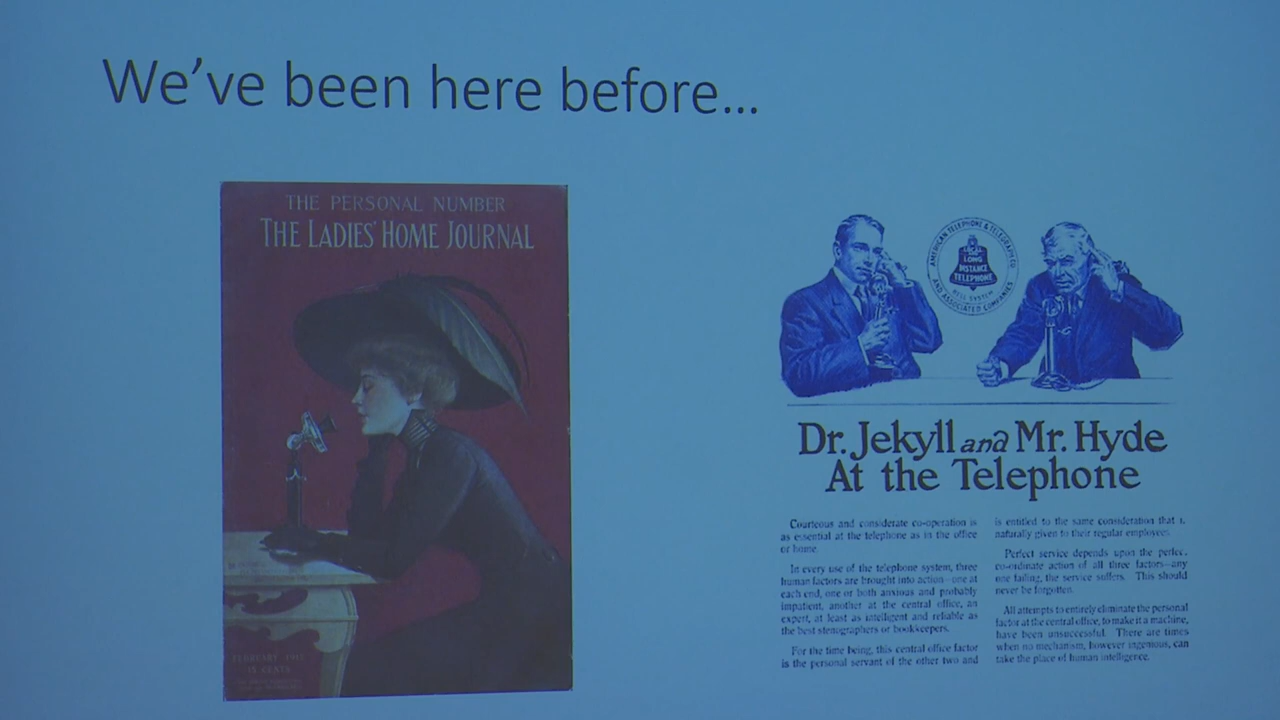 We've been here before...
THE PERSONAL NUMBER
THE LADIES' HOME JOURNAL
FEBRUARY
15 CENTS
AMERICAN TELEPHONE & TELEGRAPH CO.
AND ASSOCIATED COMPANIES
LONG
DISTANCE
TELEPHONE
BELL SYSTEM
Dr. Jekyll and Mr. Hyde
At the Telephone
Courteous and considerate co-operation is
as essential at the telephone as in the office
or home.
In every use of the telephone system, three
human factors are brought into action—one at
each end, one or both anxious and probably
impatient, another at the central office, an
expert, at least as intelligent and reliable as
the best stenographers or bookkeepers.
For the time being, this central office factor
is the personal servant of the other two and
is entitled to the same consideration that
naturally given to their regular employees.
Perfect service depends upon the perfec
co-ordinate action of all three factors—any
one failing, the service suffers. This should
never be forgotten.
All attempts to entirely eliminate the personal
factor at the central office, to make it a machine,
have been unsuccessful. There are times
when no mechanism, however ingenious, can
take the place of human intelligence.